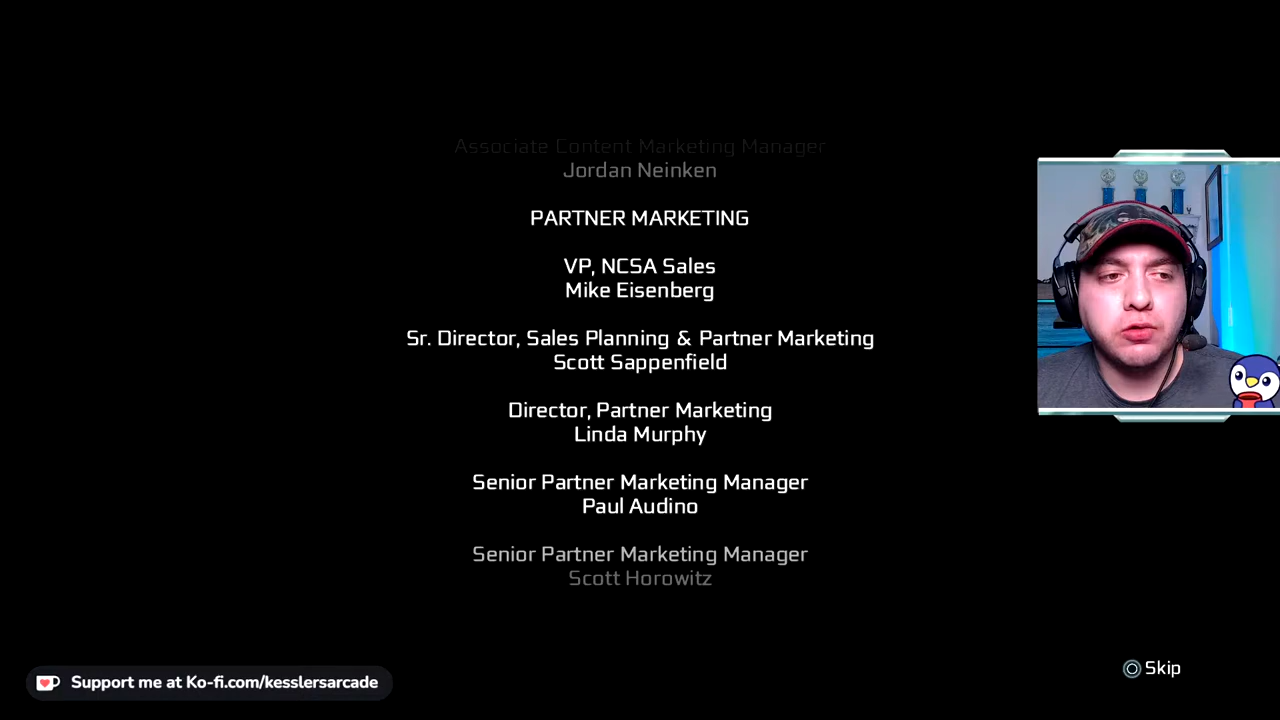 Associate Content Marketing Manager
Jordan Neinken
PARTNER MARKETING
VP, NCSA Sales
Mike Eisenberg
Sr. Director, Sales Planning & Partner Marketing
Scott Sappenfield
Director, Partner Marketing
Linda Murphy
Senior Partner Marketing Manager
Paul Audino
Senior Partner Marketing Manager
Scott Horowitz
Skip
Support me at Ko-fi.com/kesslersarcade